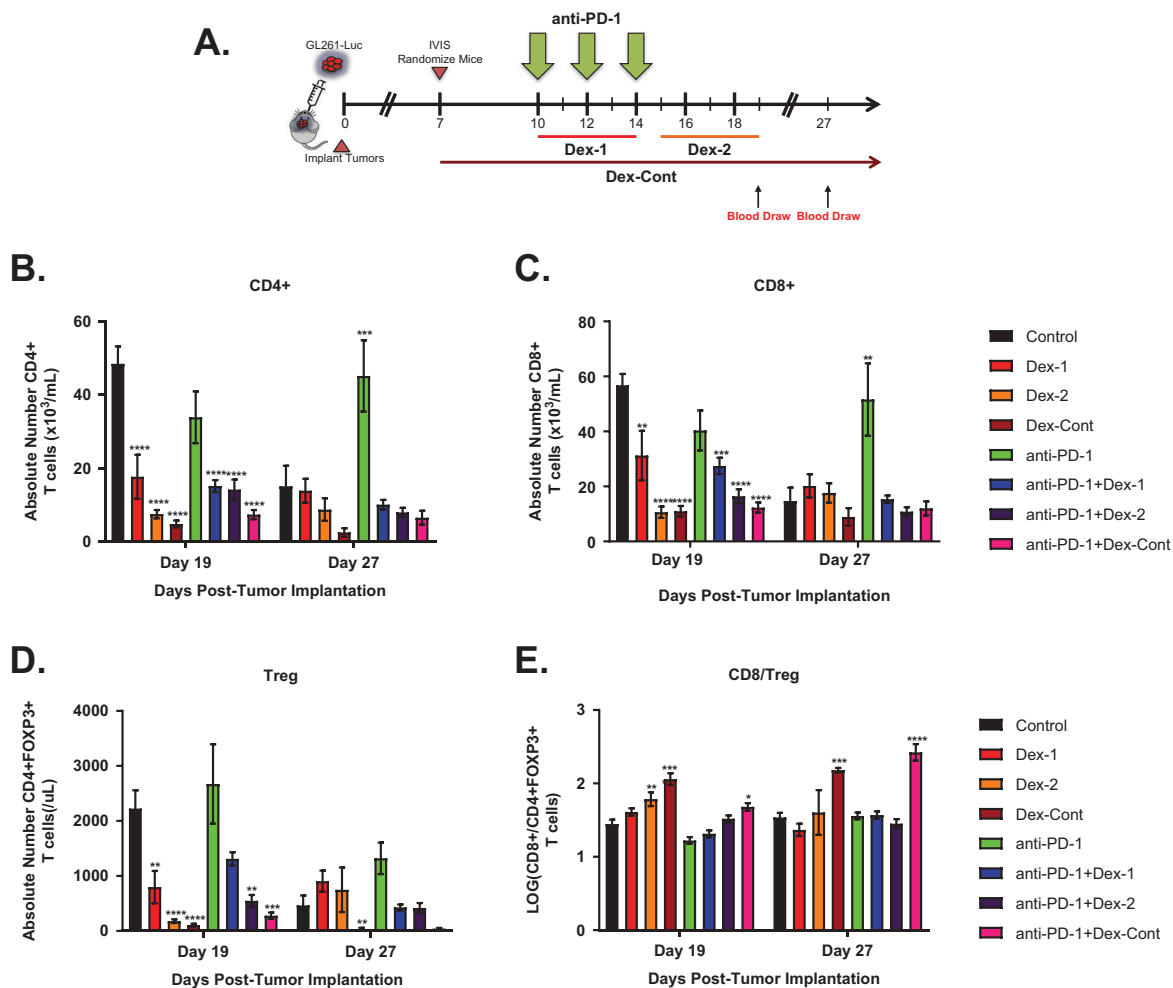 A.
GL261-Luc
IVIS
Randomize Mice
anti-PD-1
0
7
10
12
14
16
18
27
Implant Tumors
Dex-1
Dex-2
Dex-Cont
Blood Draw
Blood Draw
B.
CD4+
Absolute Number CD4+
T cells (x10³/mL)
60
40
20
0
****
****
****
****
****
****
***
Day 19
Day 27
Days Post-Tumor Implantation
C.
CD8+
Absolute Number CD8+
T cells (x10³/mL)
80
60
40
20
0
**
****
****
***
****
****
**
Day 19
Day 27
Days Post-Tumor Implantation
Control
Dex-1
Dex-2
Dex-Cont
anti-PD-1
anti-PD-1+Dex-1
anti-PD-1+Dex-2
anti-PD-1+Dex-Cont
D.
Treg
Absolute Number CD4+FOXP3+
T cells(/uL)
4000
3000
2000
1000
0
**
****
****
**
***
**
Day 19
Day 27
Days Post-Tumor Implantation
E.
CD8/Treg
LOG(CD8+/CD4+FOXP3+
T cells)
3
2
1
0
**
***
*
***
****
Day 19
Day 27
Days Post-Tumor Implantation
Control
Dex-1
Dex-2
Dex-Cont
anti-PD-1
anti-PD-1+Dex-1
anti-PD-1+Dex-2
anti-PD-1+Dex-Cont